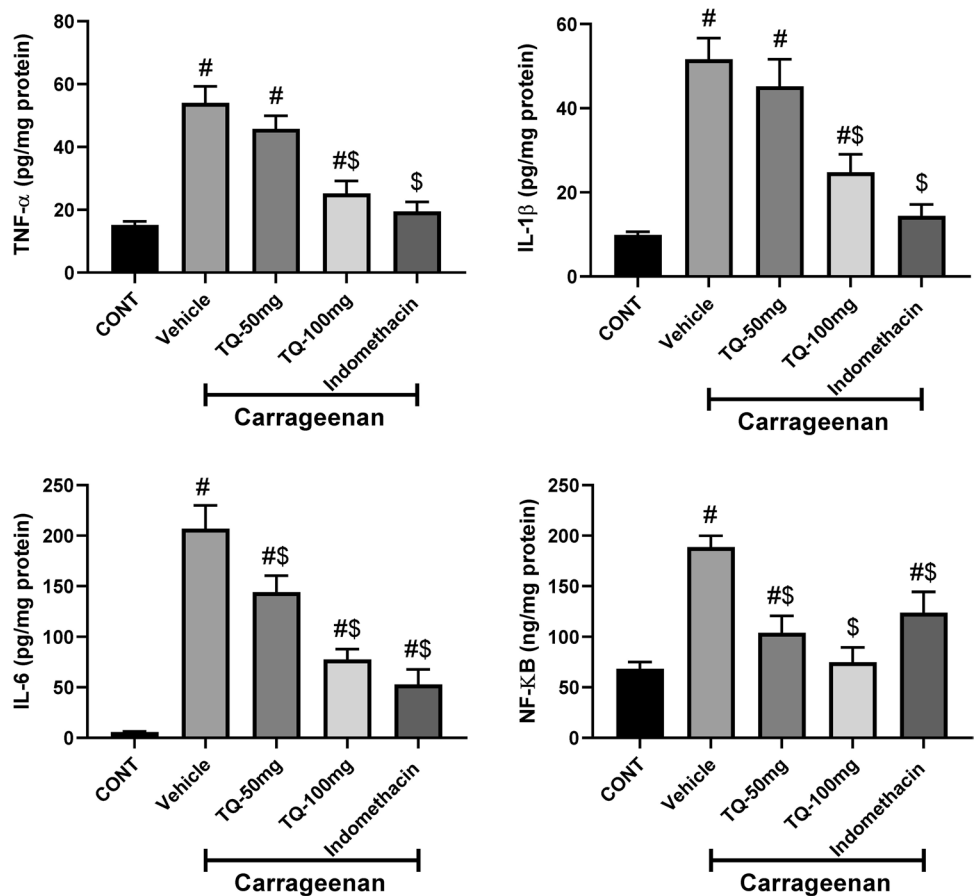 TNF-α (pg/mg protein)
80
60
40
20
0
#
#
#$
$
CONT
Vehicle
TQ-50mg
TQ-100mg
Indomethacin
Carrageenan
IL-1β (pg/mg protein)
60
40
20
0
#
#
#$
$
CONT
Vehicle
TQ-50mg
TQ-100mg
Indomethacin
Carrageenan
IL-6 (pg/mg protein)
250
200
150
100
50
0
#
#$
#$
#$
CONT
Vehicle
TQ-50mg
TQ-100mg
Indomethacin
Carrageenan
NF-KB (ng/mg protein)
250
200
150
100
50
0
#
#$
$
#$
CONT
Vehicle
TQ-50mg
TQ-100mg
Indomethacin
Carrageenan